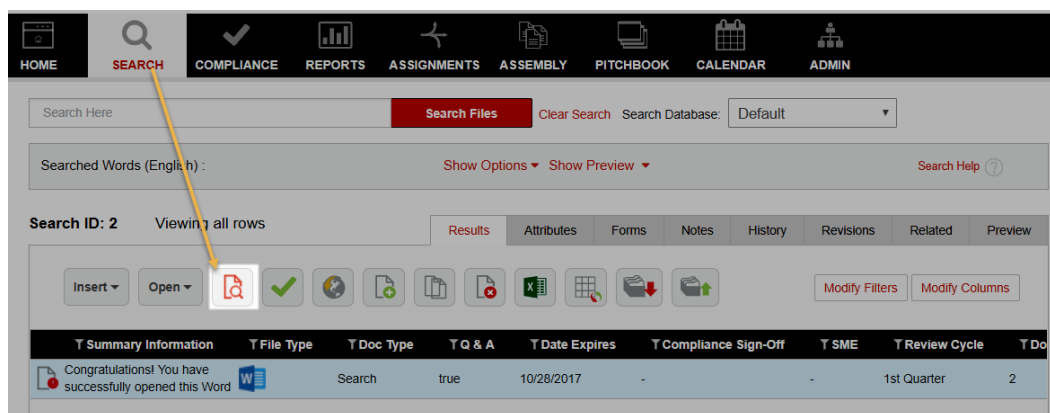 HOME SEARCH COMPLIANCE REPORTS ASSIGNMENTS ASSEMBLY PITCHBOOK CALENDAR ADMIN
Search Here Search Files Clear Search Search Database: Default
Searched Words (English) : Show Options Show Preview Search Help ?
Search ID: 2 Viewing all rows Results Attributes Forms Notes History Revisions Related Preview
Insert Open Modify Filters Modify Columns
Summary Information File Type Doc Type Q & A Date Expires Compliance Sign-Off SME Review Cycle Do
Congratulations! You have
successfully opened this Word Search true 10/28/2017 - - 1st Quarter 2